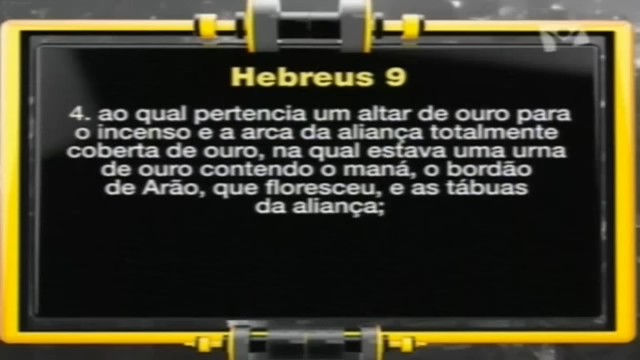 Hebreus 9
4. ao qual pertencia um altar de ouro para
o incenso e a arca da aliança totalmente
coberta de ouro, na qual estava uma urna
de ouro contendo o maná, o bordão
de Arão, que floresceu, e as tábuas
da aliança;